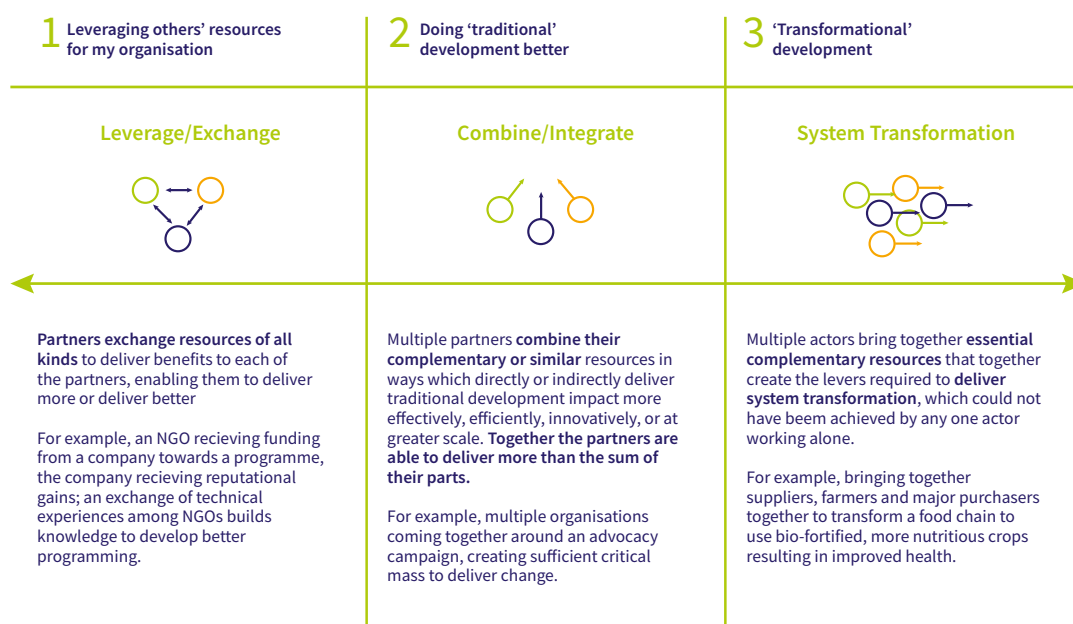 1 Leveraging others’ resources
for my organisation
Leverage/Exchange
Partners exchange resources of all
kinds to deliver benefits to each of
the partners, enabling them to deliver
more or deliver better
For example, an NGO recieving funding
from a company towards a programme,
the company recieving reputational
gains; an exchange of technical
experiences among NGOs builds
knowledge to develop better
programming.
2 Doing ‘traditional’
development better
Combine/Integrate
Multiple partners combine their
complementary or similar resources in
ways which directly or indirectly deliver
traditional development impact more
effectively, efficiently, innovatively, or at
greater scale. Together the partners are
able to deliver more than the sum of
their parts.
For example, multiple organisations
coming together around an advocacy
campaign, creating sufficient critical
mass to deliver change.
3 ‘Transformational’
development
System Transformation
Multiple actors bring together essential
complementary resources that together
create the levers required to deliver
system transformation, which could not
have been achieved by any one actor
working alone.
For example, bringing together
suppliers, farmers and major purchasers
together to transform a food chain to
use bio-fortified, more nutritious crops
resulting in improved health.